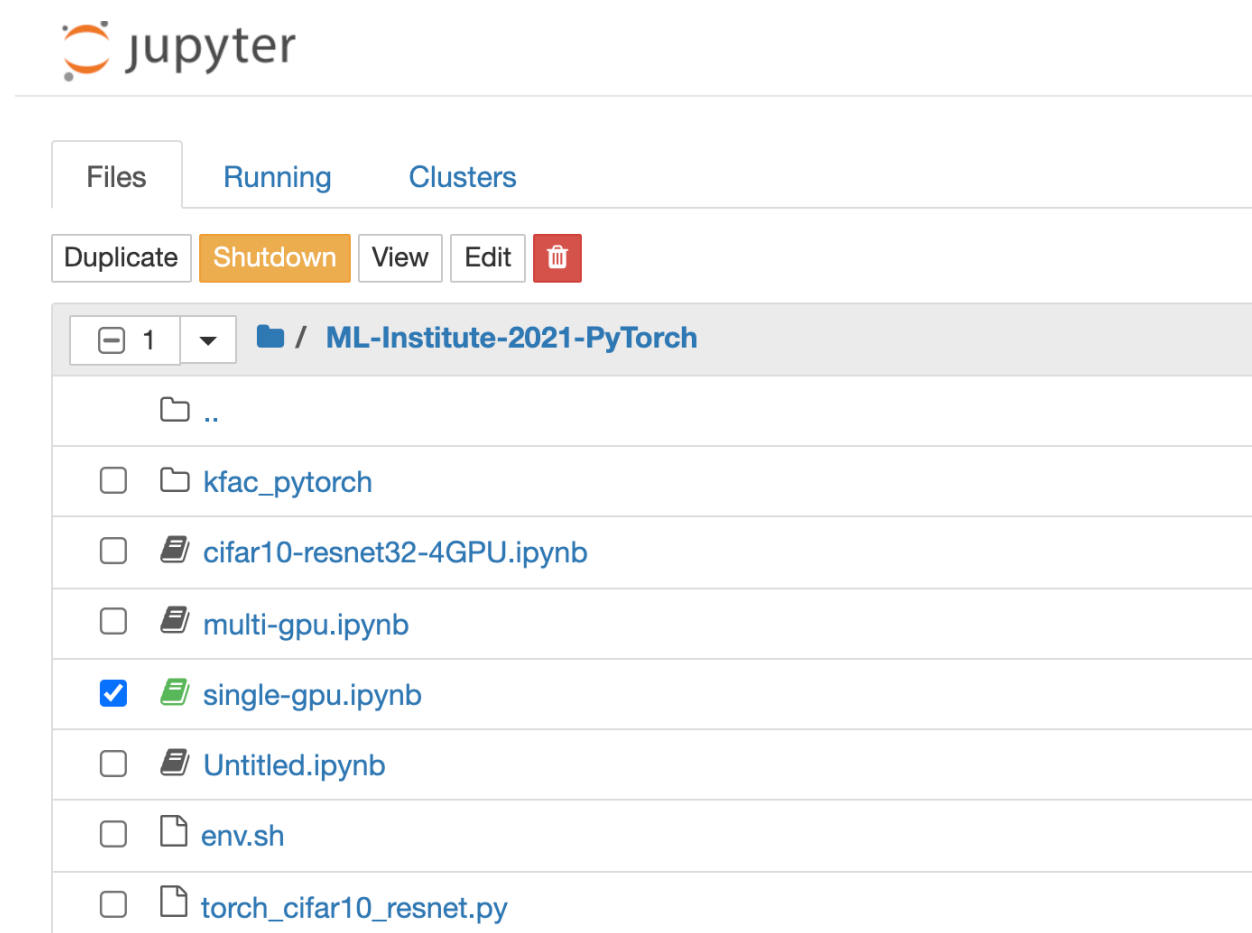 jupyter
Files Running Clusters
Duplicate Shutdown View Edit
1 / ML-Institute-2021-PyTorch
..
kfac_pytorch
cifar10-resnet32-4GPU.ipynb
multi-gpu.ipynb
single-gpu.ipynb
Untitled.ipynb
env.sh
torch_cifar10_resnet.py